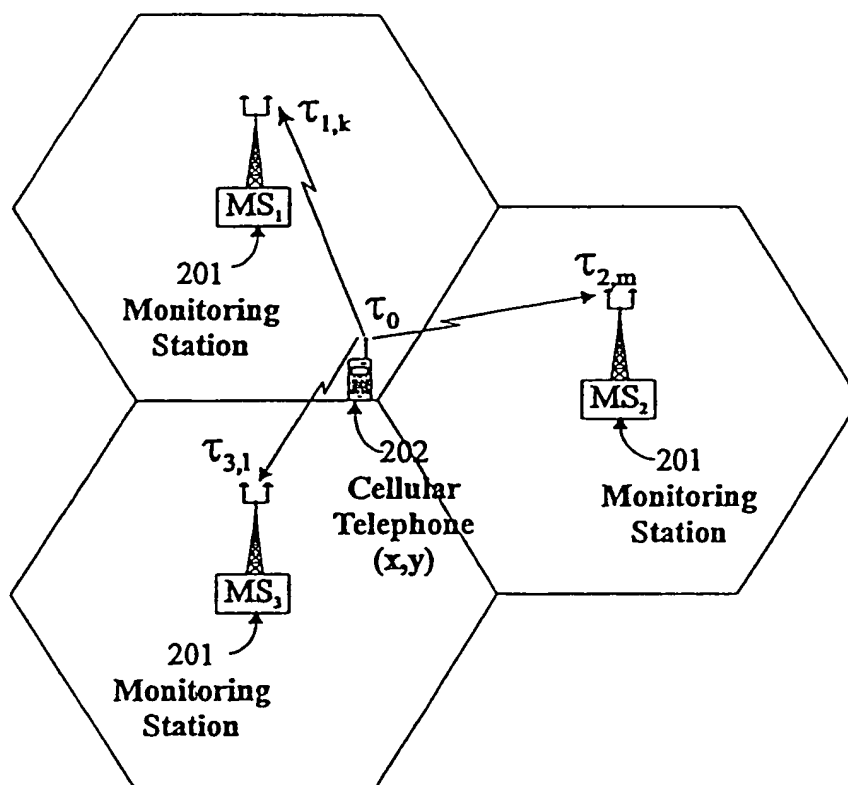 τ1,k
MS1
201
Monitoring
Station
τ2,m
τ0
MS2
201
Monitoring
Station
202
Cellular
Telephone
(x,y)
τ3,l
MS3
201
Monitoring
Station